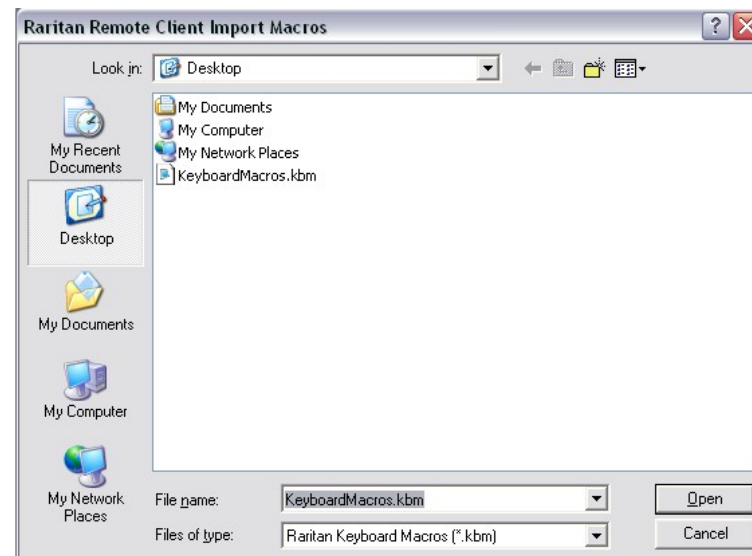 Raritan Remote Client Import Macros
Look in:
Desktop
My Recent
Documents
Desktop
My Documents
My Computer
My Network
Places
My Documents
My Computer
My Network Places
KeyboardMacros.kbm
File name:
KeyboardMacros.kbm
Open
Files of type:
Raritan Keyboard Macros (*.kbm)
Cancel